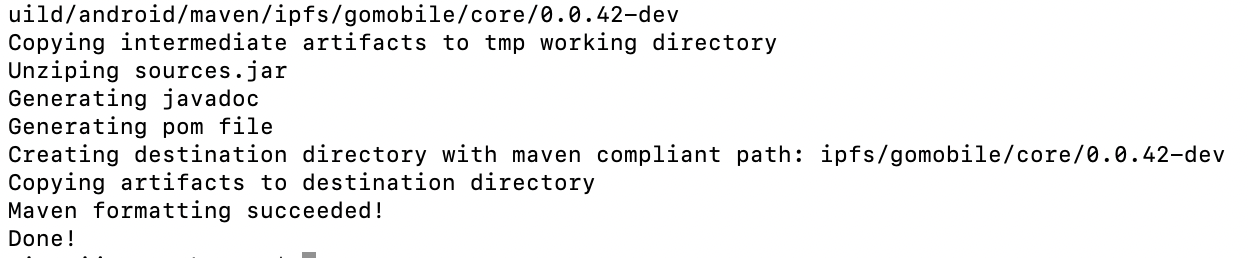 uild/android/maven/ipfs/gomobile/core/0.0.42-dev
Copying intermediate artifacts to tmp working directory
Unziping sources.jar
Generating javadoc
Generating pom file
Creating destination directory with maven compliant path: ipfs/gomobile/core/0.0.42-dev
Copying artifacts to destination directory
Maven formatting succeeded!
Done!